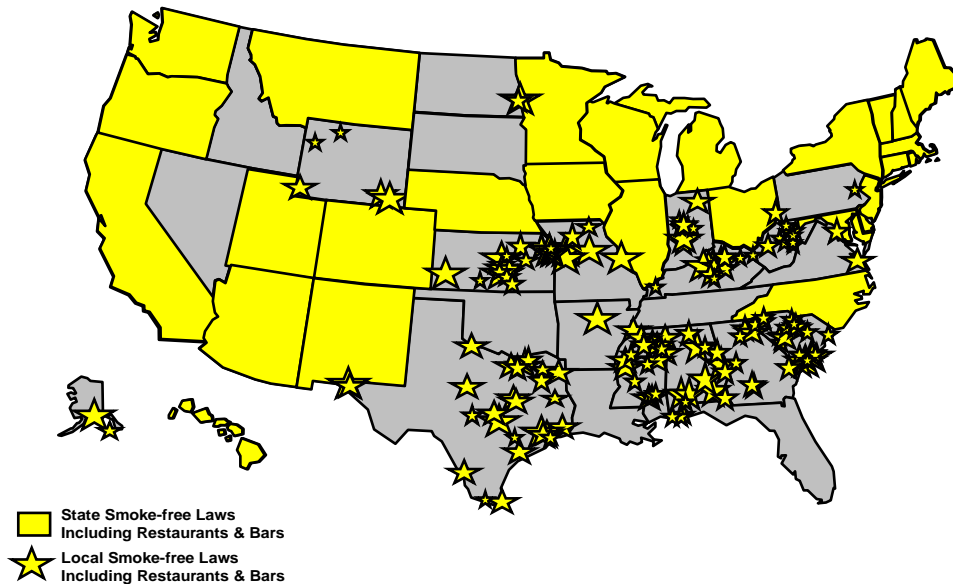 State Smoke-free Laws
Including Restaurants & Bars
Local Smoke-free Laws
Including Restaurants & Bars